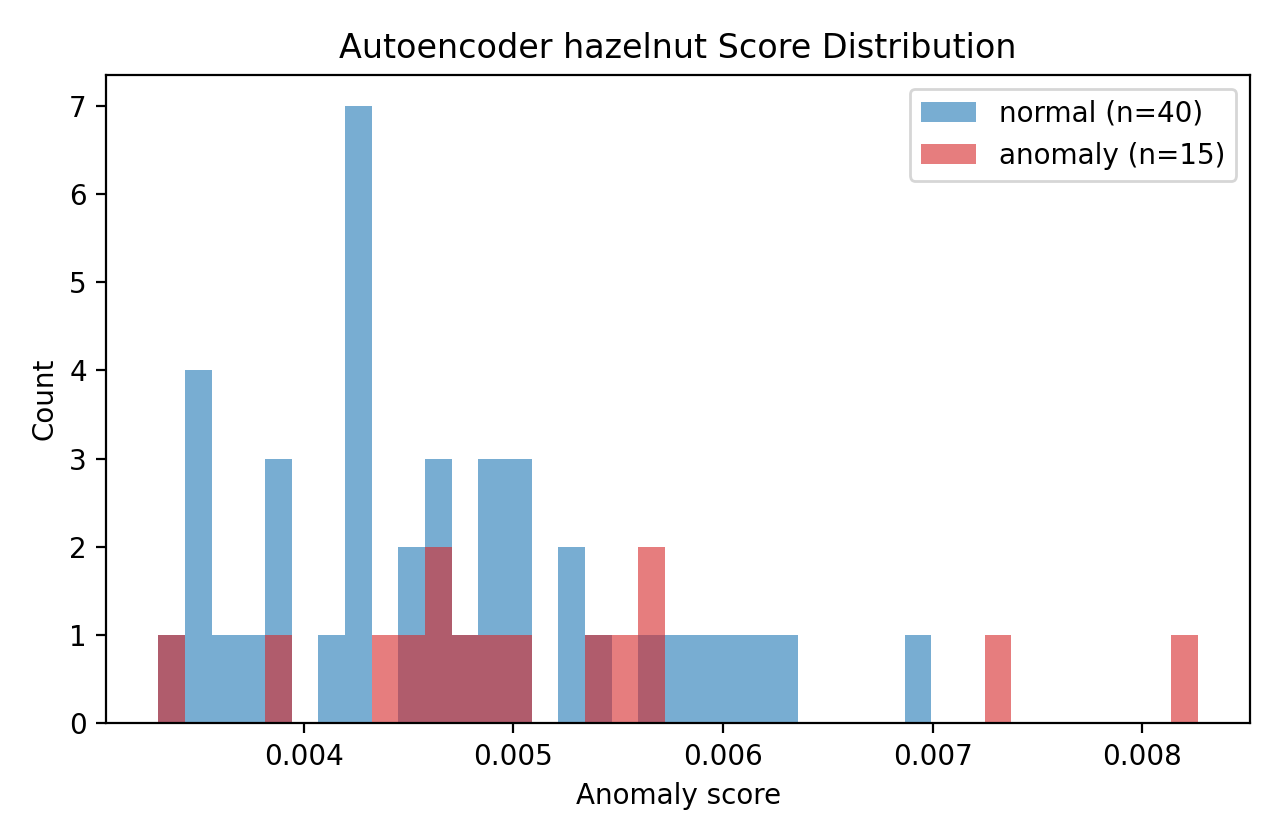 Autoencoder hazelnut Score Distribution
normal (n=40)
anomaly (n=15)
7
6
5
4
3
2
1
0
Count
0.004 0.005 0.006 0.007 0.008
Anomaly score